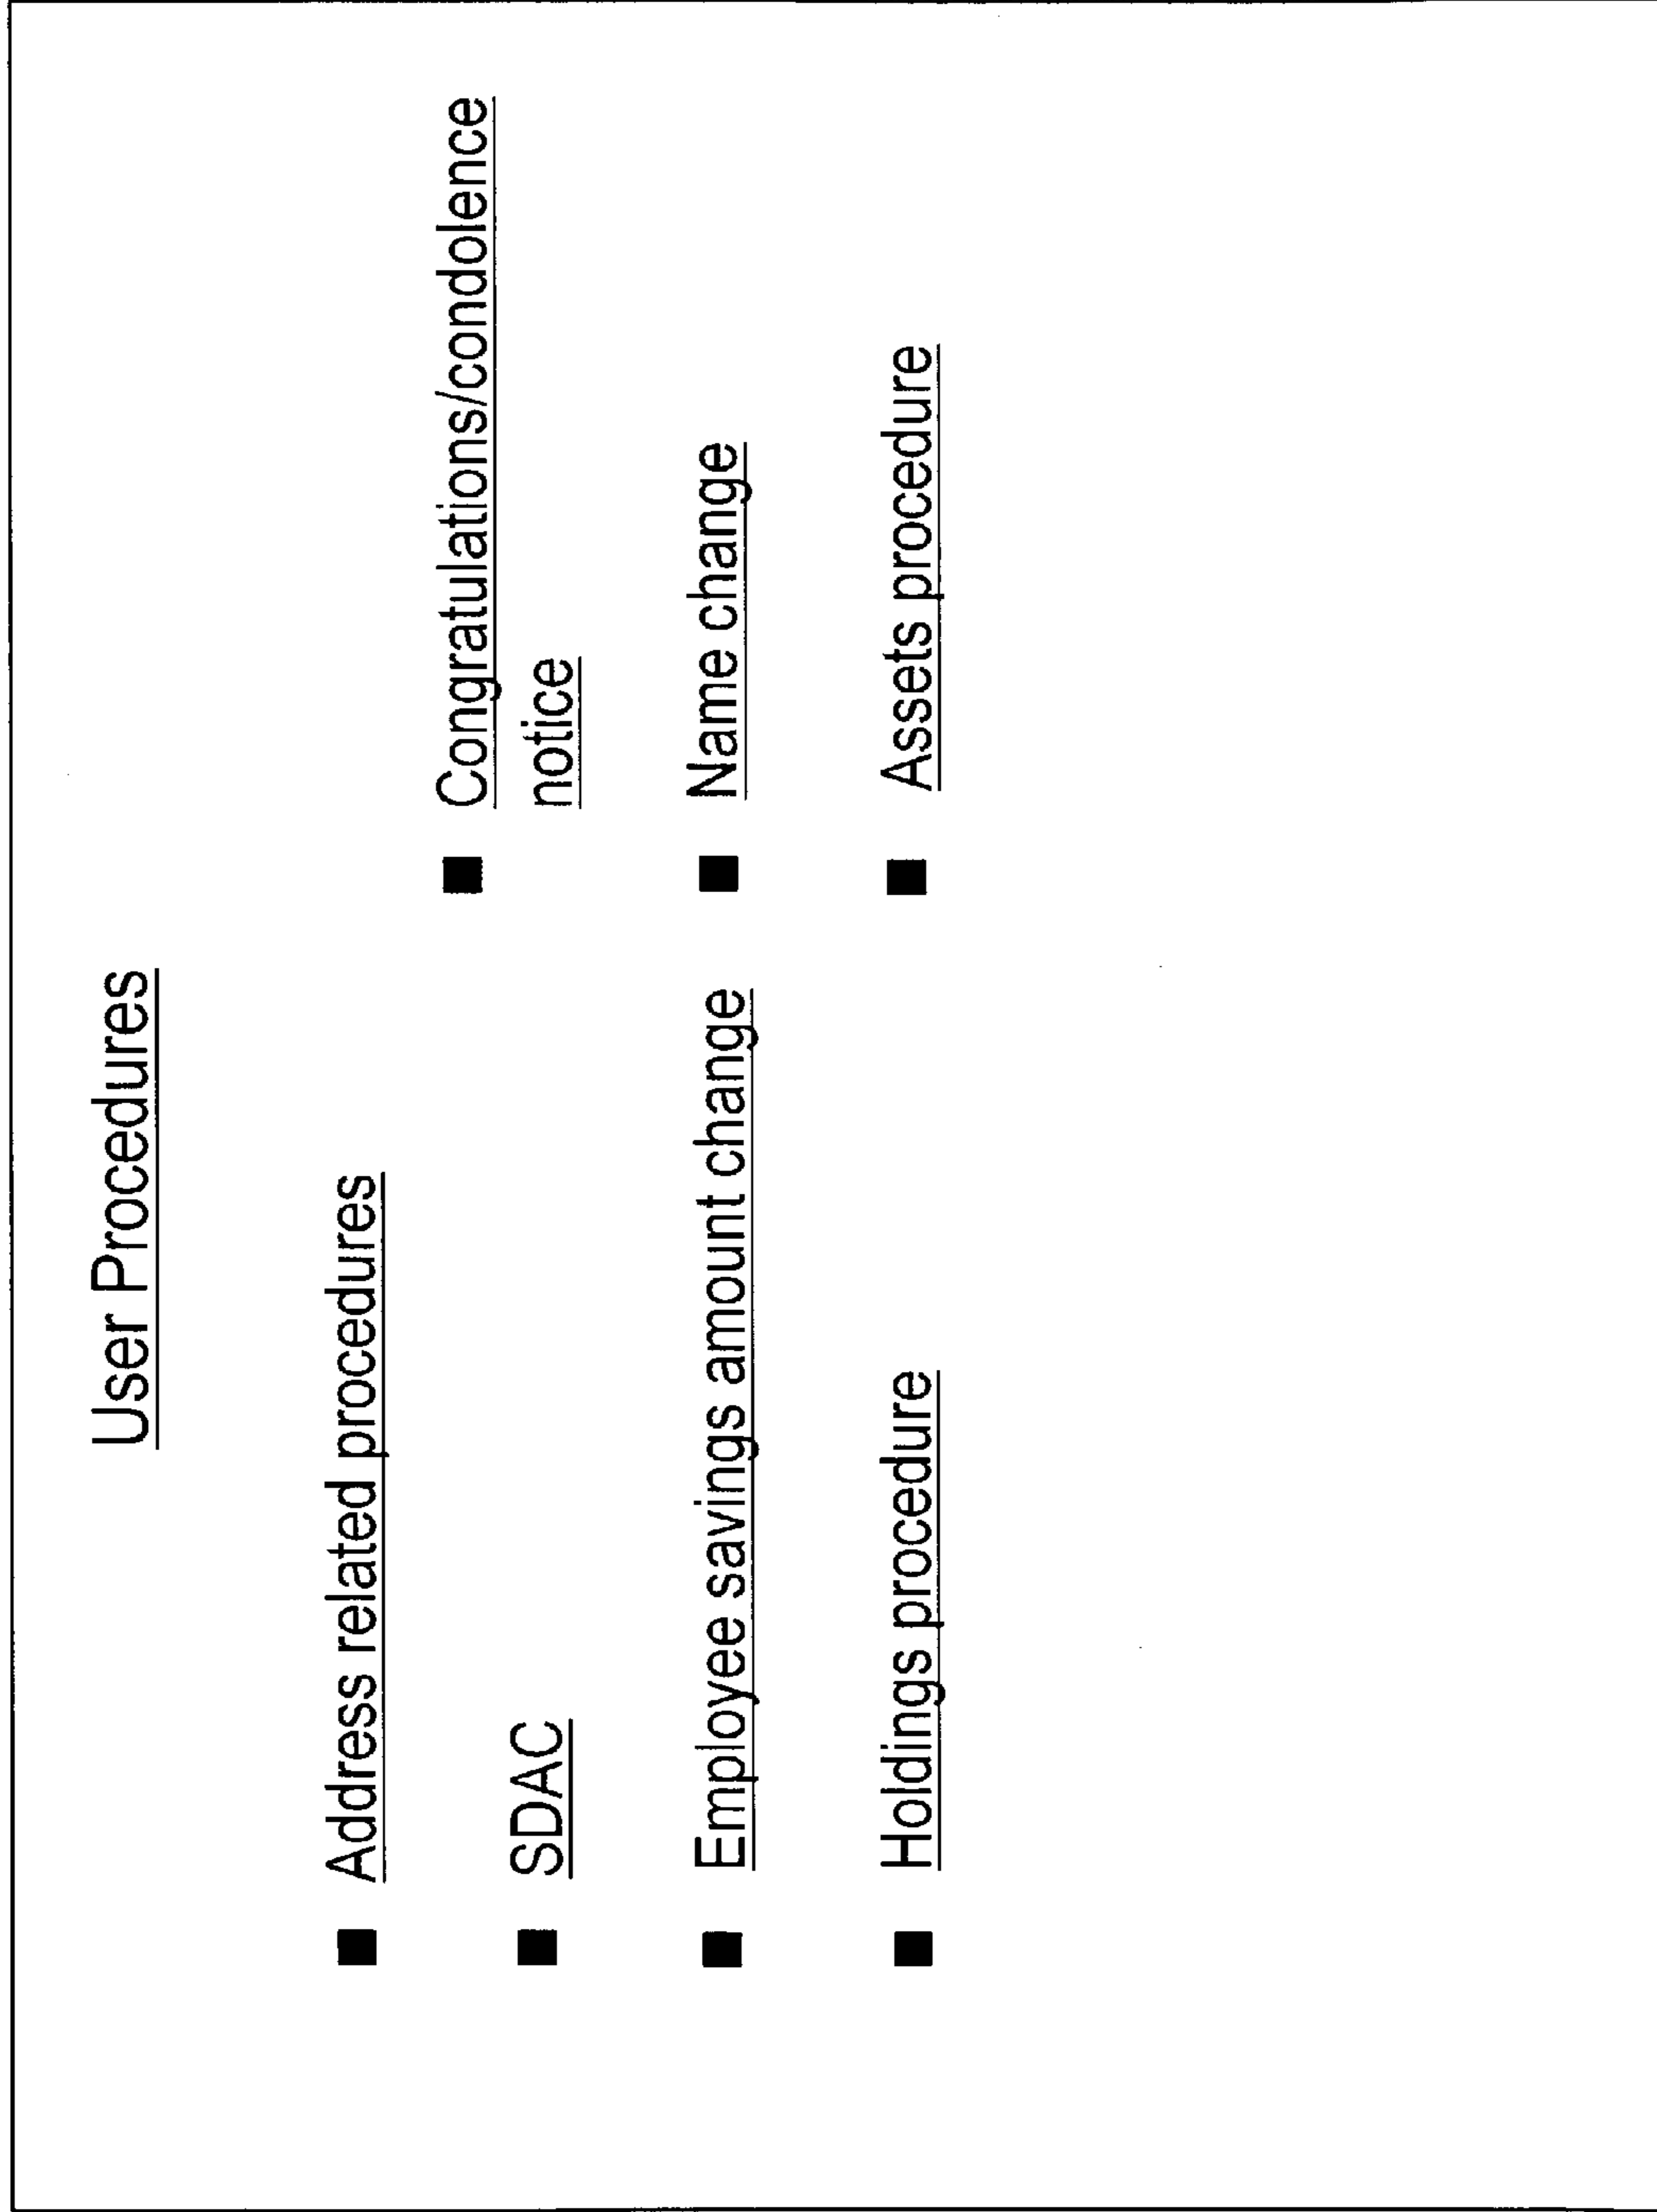 User Procedures
■ Address related procedures
■ SDAC
■ Employee savings amount change
■ Holdings procedure
■ Congratulations/condolence
notice
■ Name change
■ Assets procedure